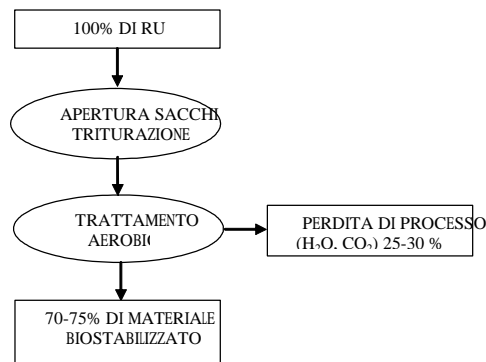 100% DI RU
APERTURA SACCHI
TRITURAZIONE
TRATTAMENTO
AEROBIC
PERDITA DI PROCESSO
(H₂O, CO₂) 25-30 %
70-75% DI MATERIALE
BIOSTABILIZZATO